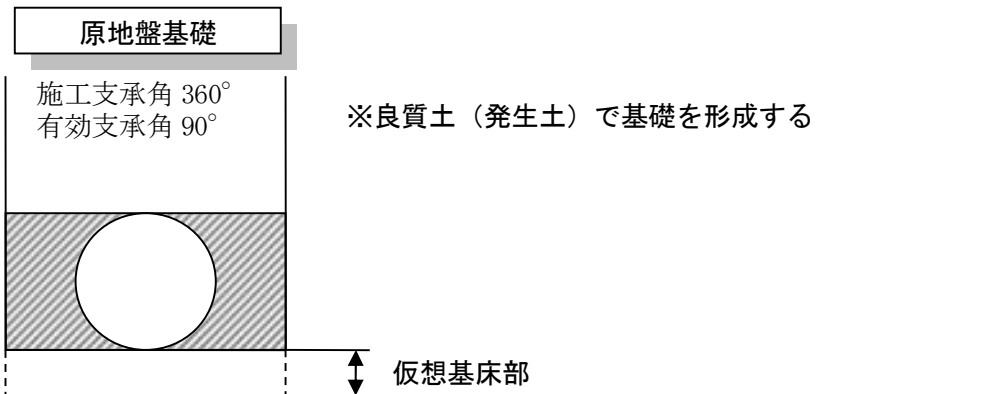 原地盤基礎
施工支承角 360°
有効支承角 90°
※良質土（発生土）で基礎を形成する
仮想基床部